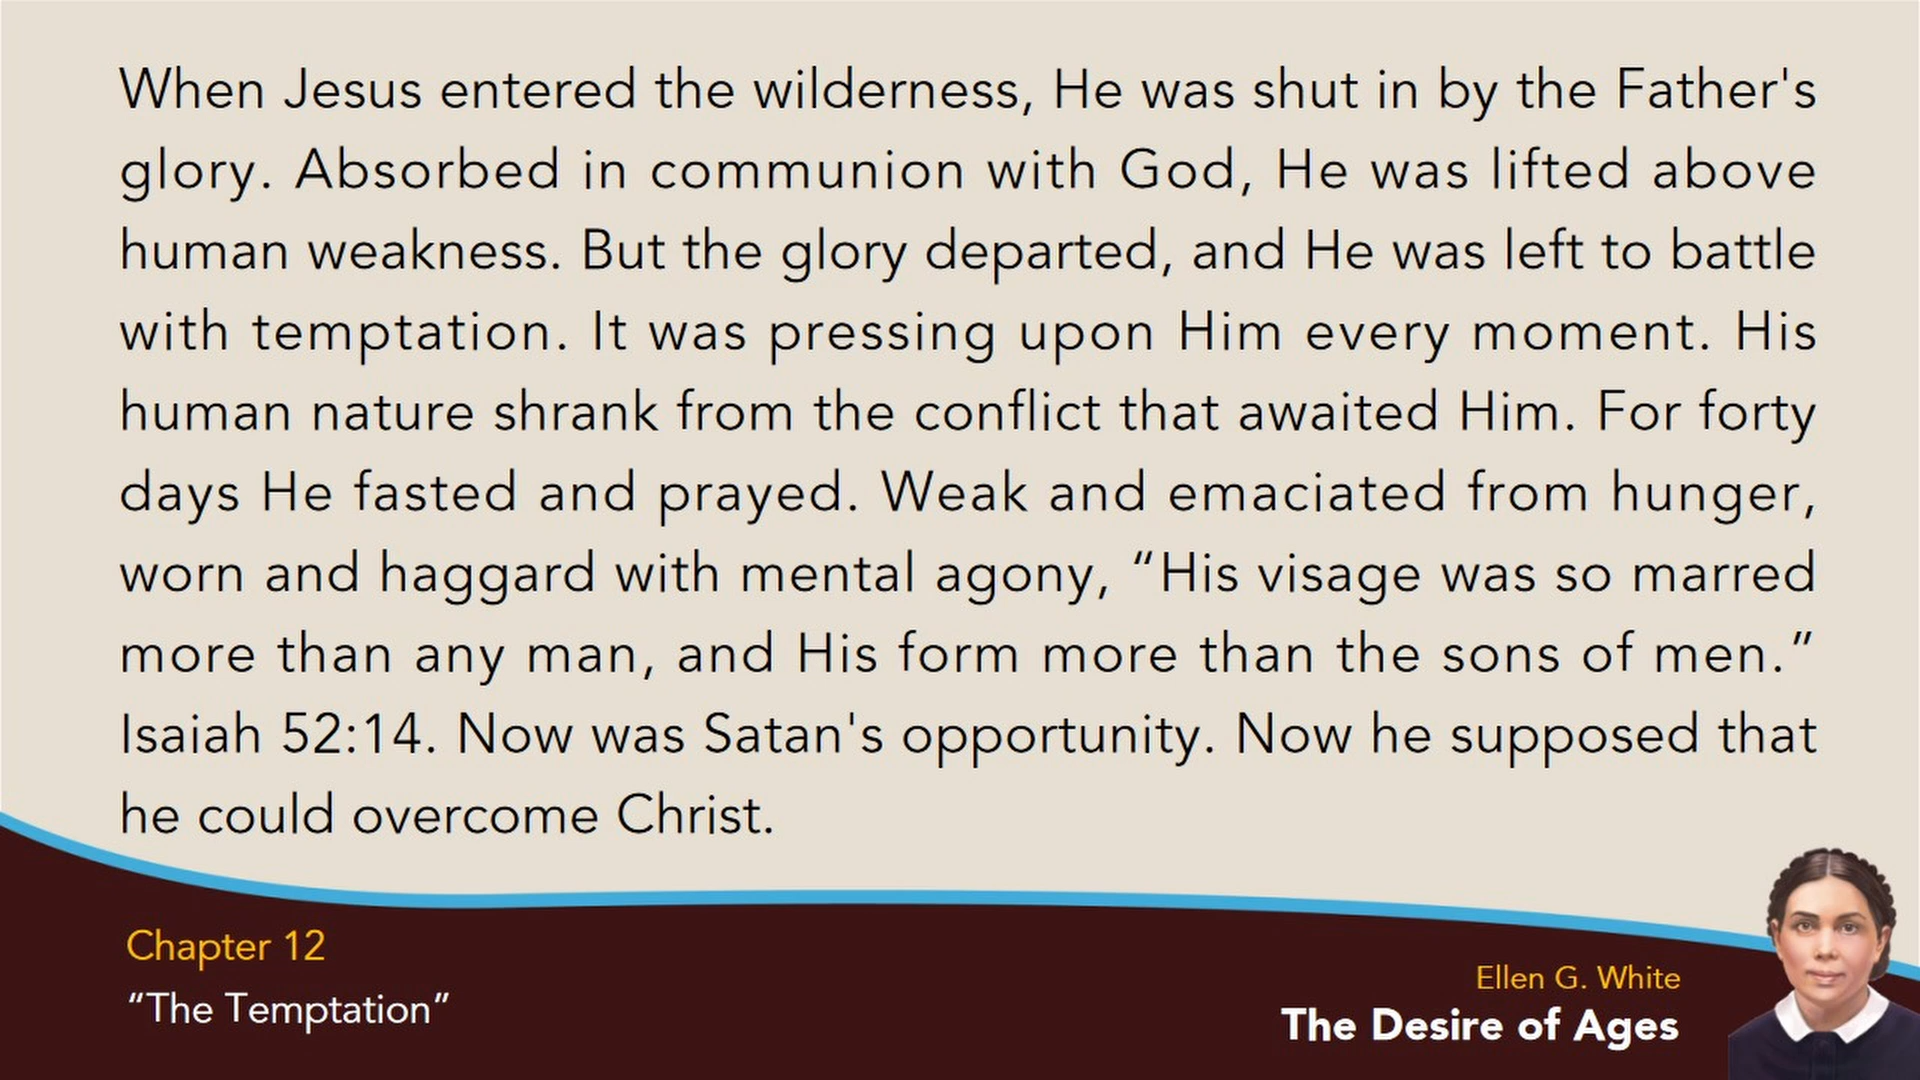 When Jesus entered the wilderness, He was shut in by the Father's
glory. Absorbed in communion with God, He was lifted above
human weakness. But the glory departed, and He was left to battle
with temptation. It was pressing upon Him every moment. His
human nature shrank from the conflict that awaited Him. For forty
days He fasted and prayed. Weak and emaciated from hunger,
worn and haggard with mental agony, “His visage was so marred
more than any man, and His form more than the sons of men.”
Isaiah 52:14. Now was Satan's opportunity. Now he supposed that
he could overcome Christ.
Chapter 12
“The Temptation”
Ellen G. White
The Desire of Ages